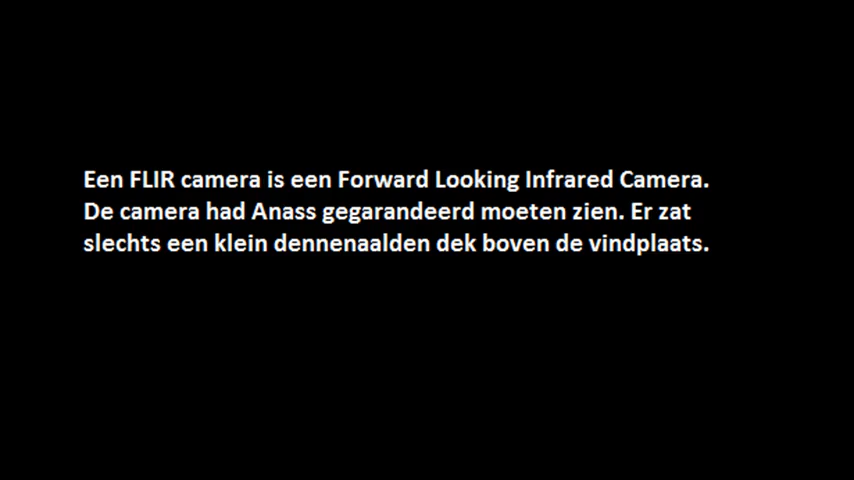 Een FLIR camera is een Forward Looking Infrared Camera.
De camera had Anass gegarandeerd moeten zien. Er zat
slechts een klein dennenaalden dek boven de vindplaats.